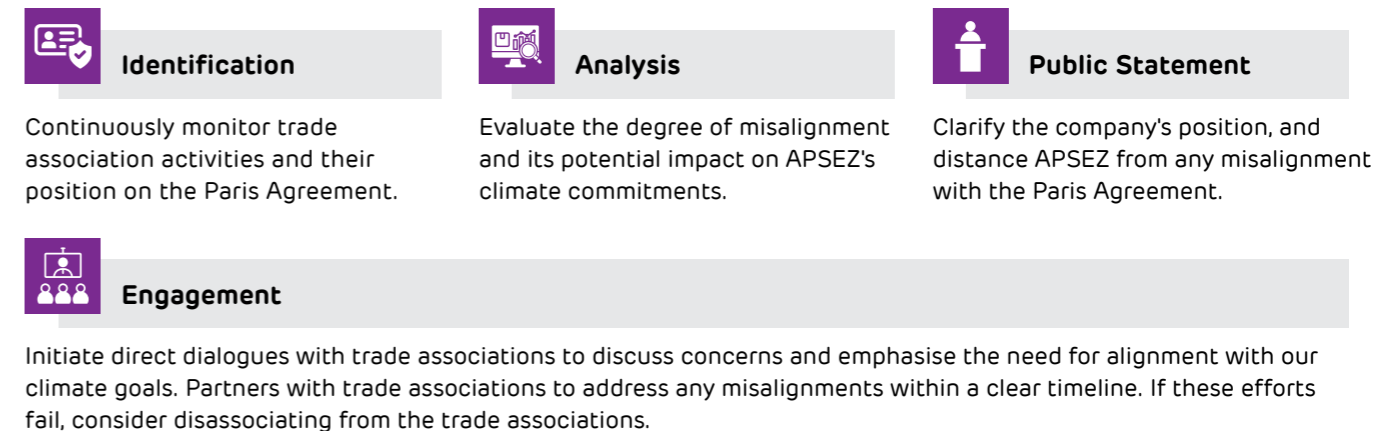 Identification
Continuously monitor trade
association activities and their
position on the Paris Agreement.
Analysis
Evaluate the degree of misalignment
and its potential impact on APSEZ's
climate commitments.
Public Statement
Clarify the company's position, and
distance APSEZ from any misalignment
with the Paris Agreement.
Engagement
Initiate direct dialogues with trade associations to discuss concerns and emphasise the need for alignment with our
climate goals. Partners with trade associations to address any misalignments within a clear timeline. If these efforts
fail, consider disassociating from the trade associations.